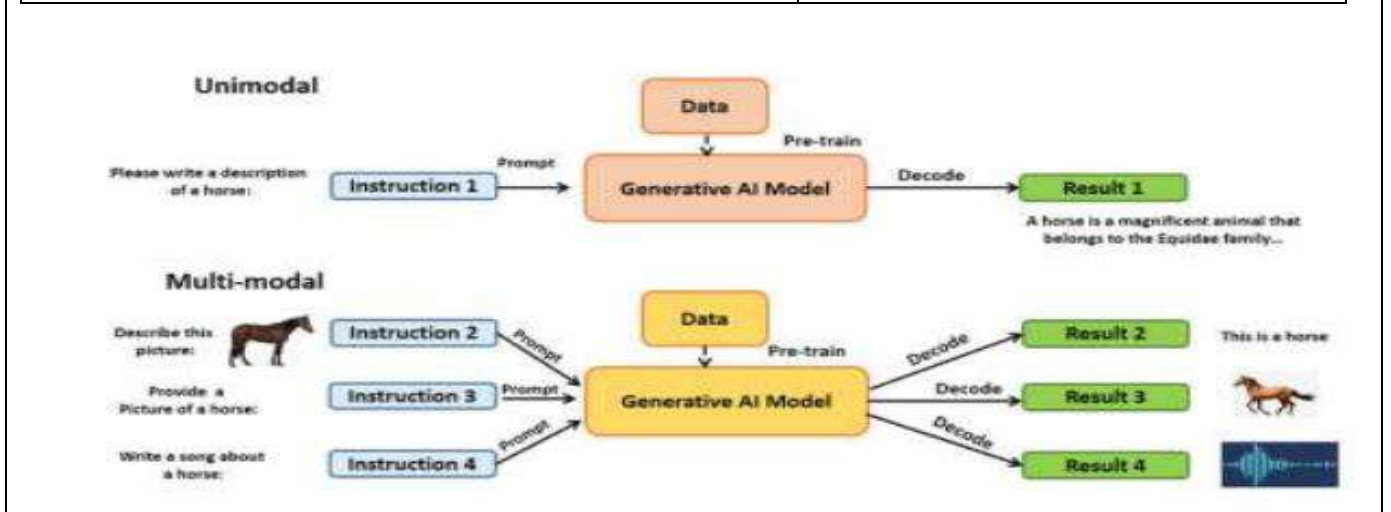 Unimodal
Data
Pre-train
Please write a description
of a horse:
Instruction 1
Prompt
Generative AI Model
Decode
Result 1
A horse is a magnificent animal that
belongs to the Equidae family...
Multi-modal
Data
Pre-train
Describe this
picture:
Instruction 2
Prompt
Decode
Result 2
This is a horse
Provide a
Picture of a horse:
Instruction 3
Prompt
Generative AI Model
Decode
Result 3
Write a song about
a horse:
Instruction 4
Prompt
Decode
Result 4